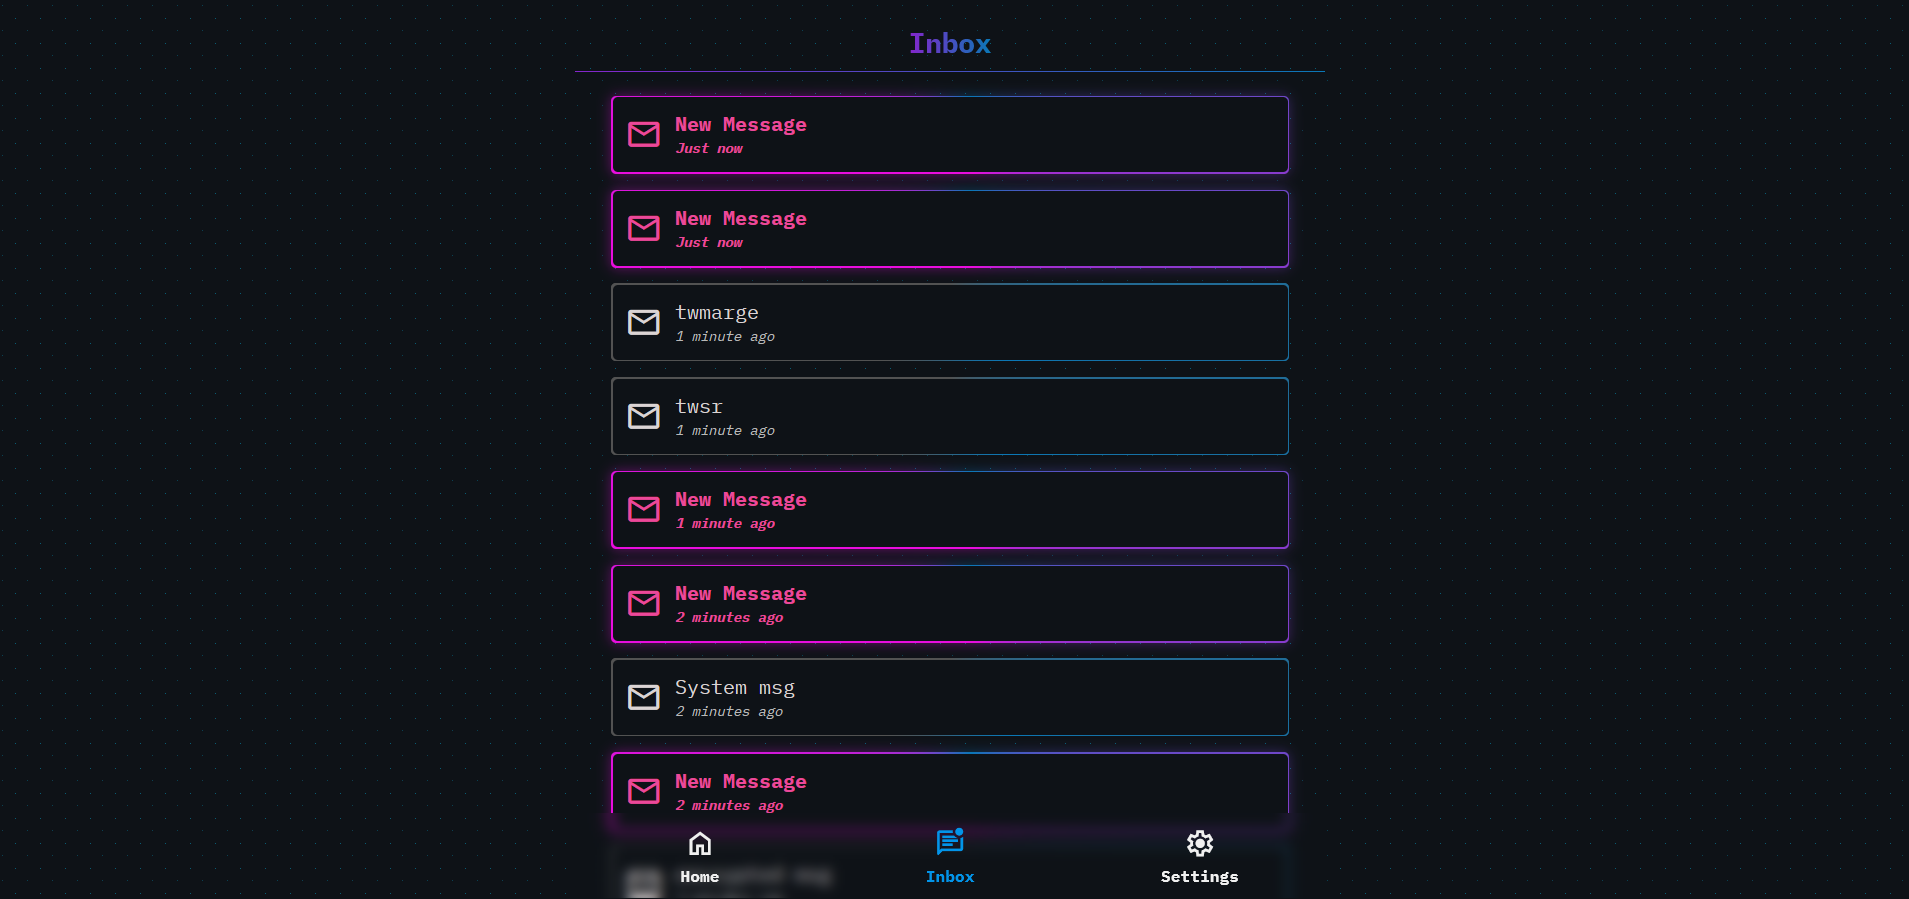 Inbox
New Message
Just now
New Message
Just now
twmarge
1 minute ago
twsr
1 minute ago
New Message
1 minute ago
New Message
2 minutes ago
System msg
2 minutes ago
New Message
2 minutes ago
Home
Inbox
Settings